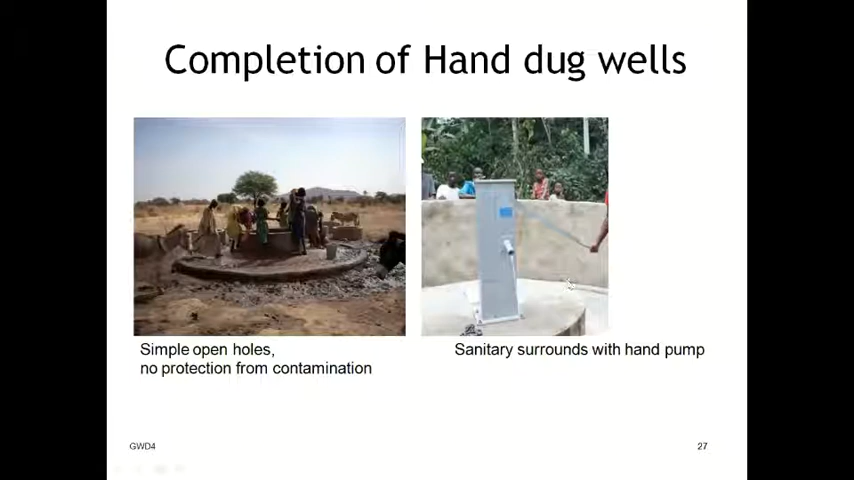 Completion of Hand dug wells
Simple open holes,
no protection from contamination
Sanitary surrounds with hand pump
GWD4
27